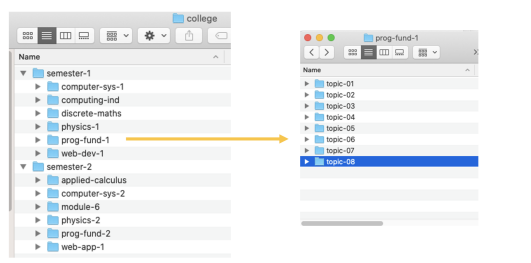 college
Name
semester-1
computer-sys-1
computing-ind
discrete-maths
physics-1
prog-fund-1
web-dev-1
semester-2
applied-calculus
computer-sys-2
module-6
physics-2
prog-fund-2
web-app-1
prog-fund-1
Name
topic-01
topic-02
topic-03
topic-04
topic-05
topic-06
topic-07
topic-08